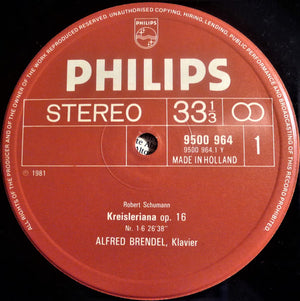 ALL RIGHTS OF THE PRODUCER AND OF THE OWNER OF THE WORK REPRODUCED RESERVED. UNAUTHORISED COPYING, HIRING, LENDING, PUBLIC PERFORMANCE AND BROADCASTING OF THIS RECORD PROHIBITED.
PHILIPS
PHILIPS
STEREO 33⅓ ∞
9500 964
9500 964.1 Y
MADE IN HOLLAND
1
℗ 1981
Robert Schumann
Kreisleriana op. 16
Nr. 1-6 26'38"
ALFRED BRENDEL, Klavier